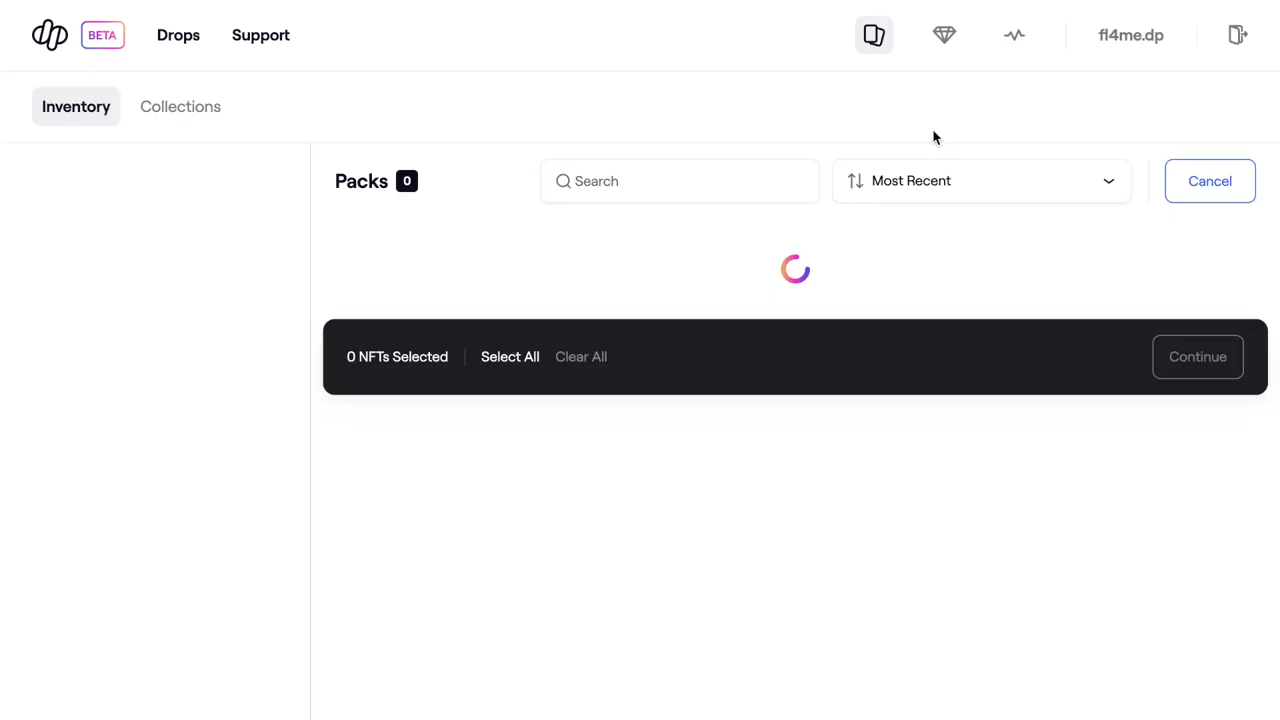 BETA
Drops
Support
fl4me.dp
Inventory
Collections
Packs 0
Search
Most Recent
Cancel
0 NFTs Selected
Select All
Clear All
Continue